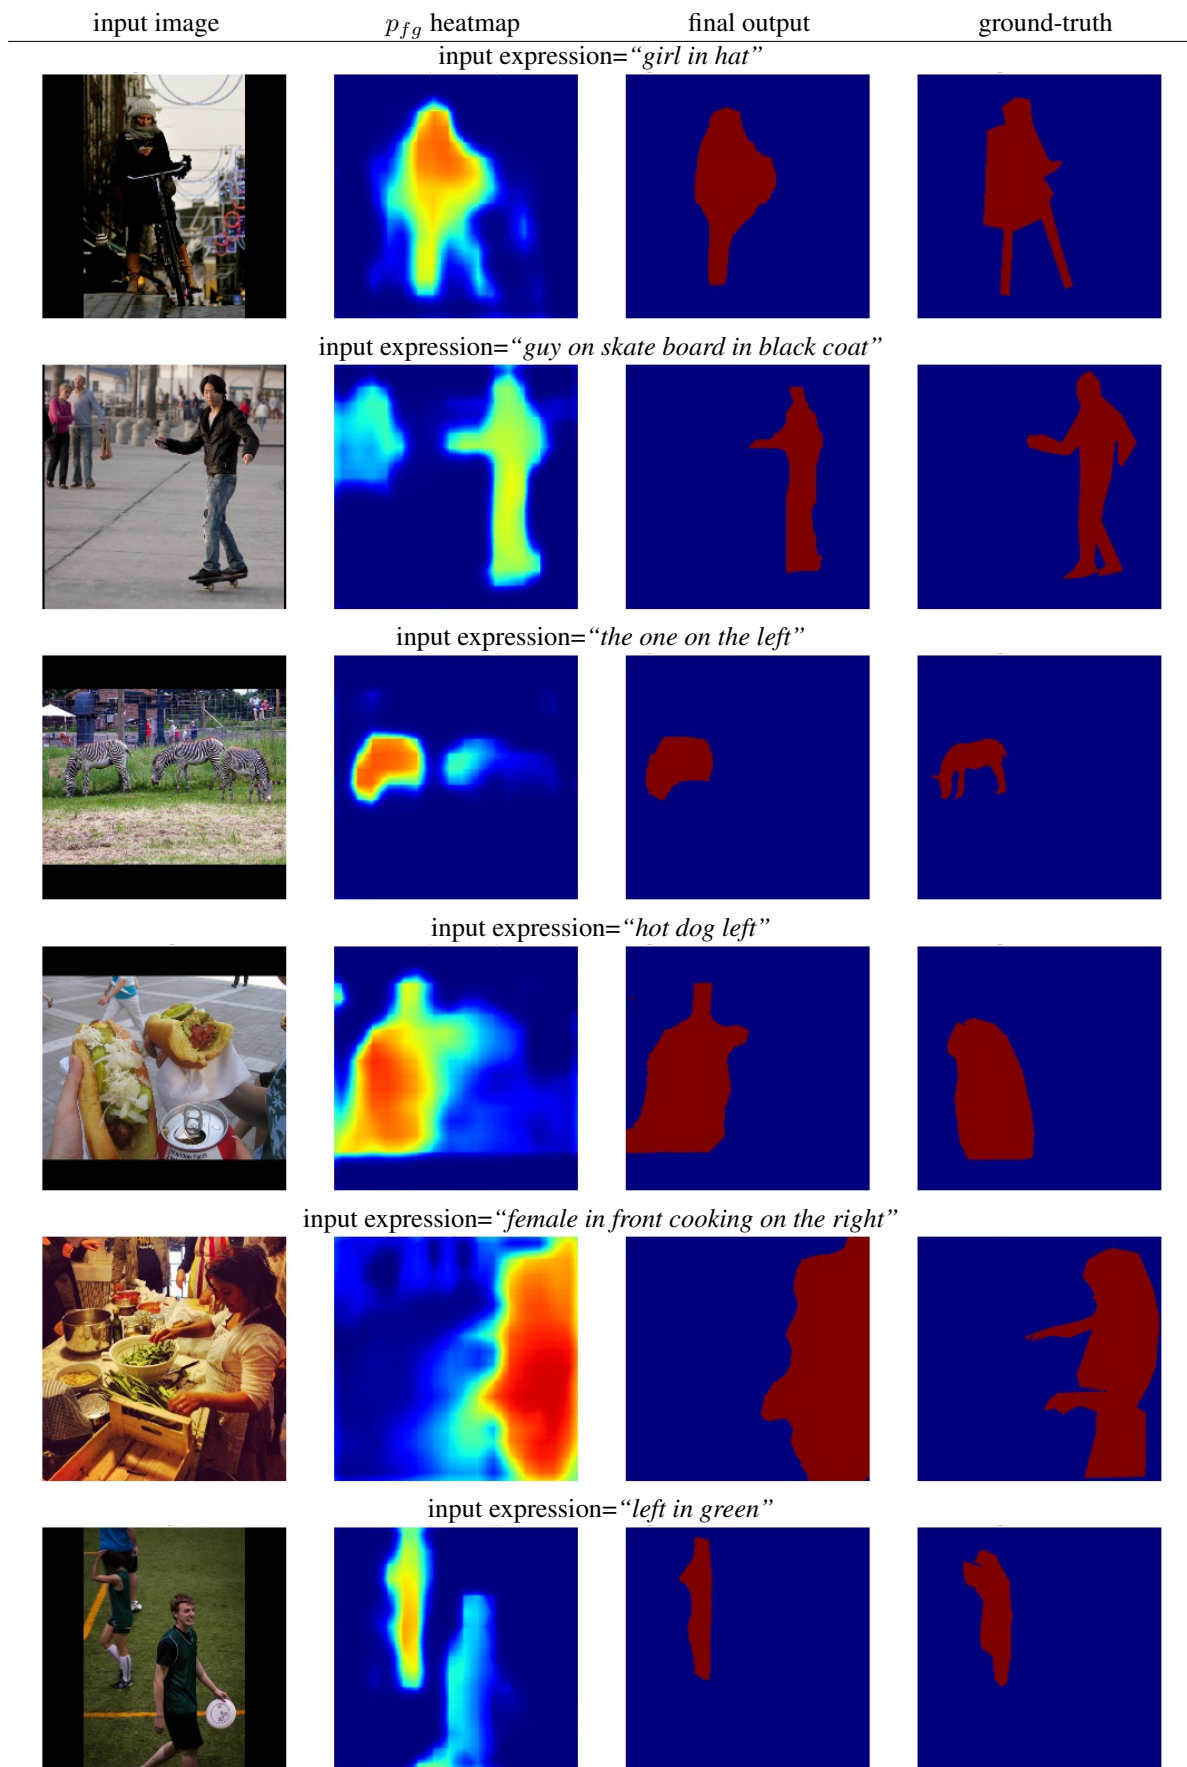 input image p_{fg} heatmap final output ground-truth
input expression=“girl in hat”
input expression=“guy on skate board in black coat”
input expression=“the one on the left”
input expression=“hot dog left”
input expression=“female in front cooking on the right”
input expression=“left in green”